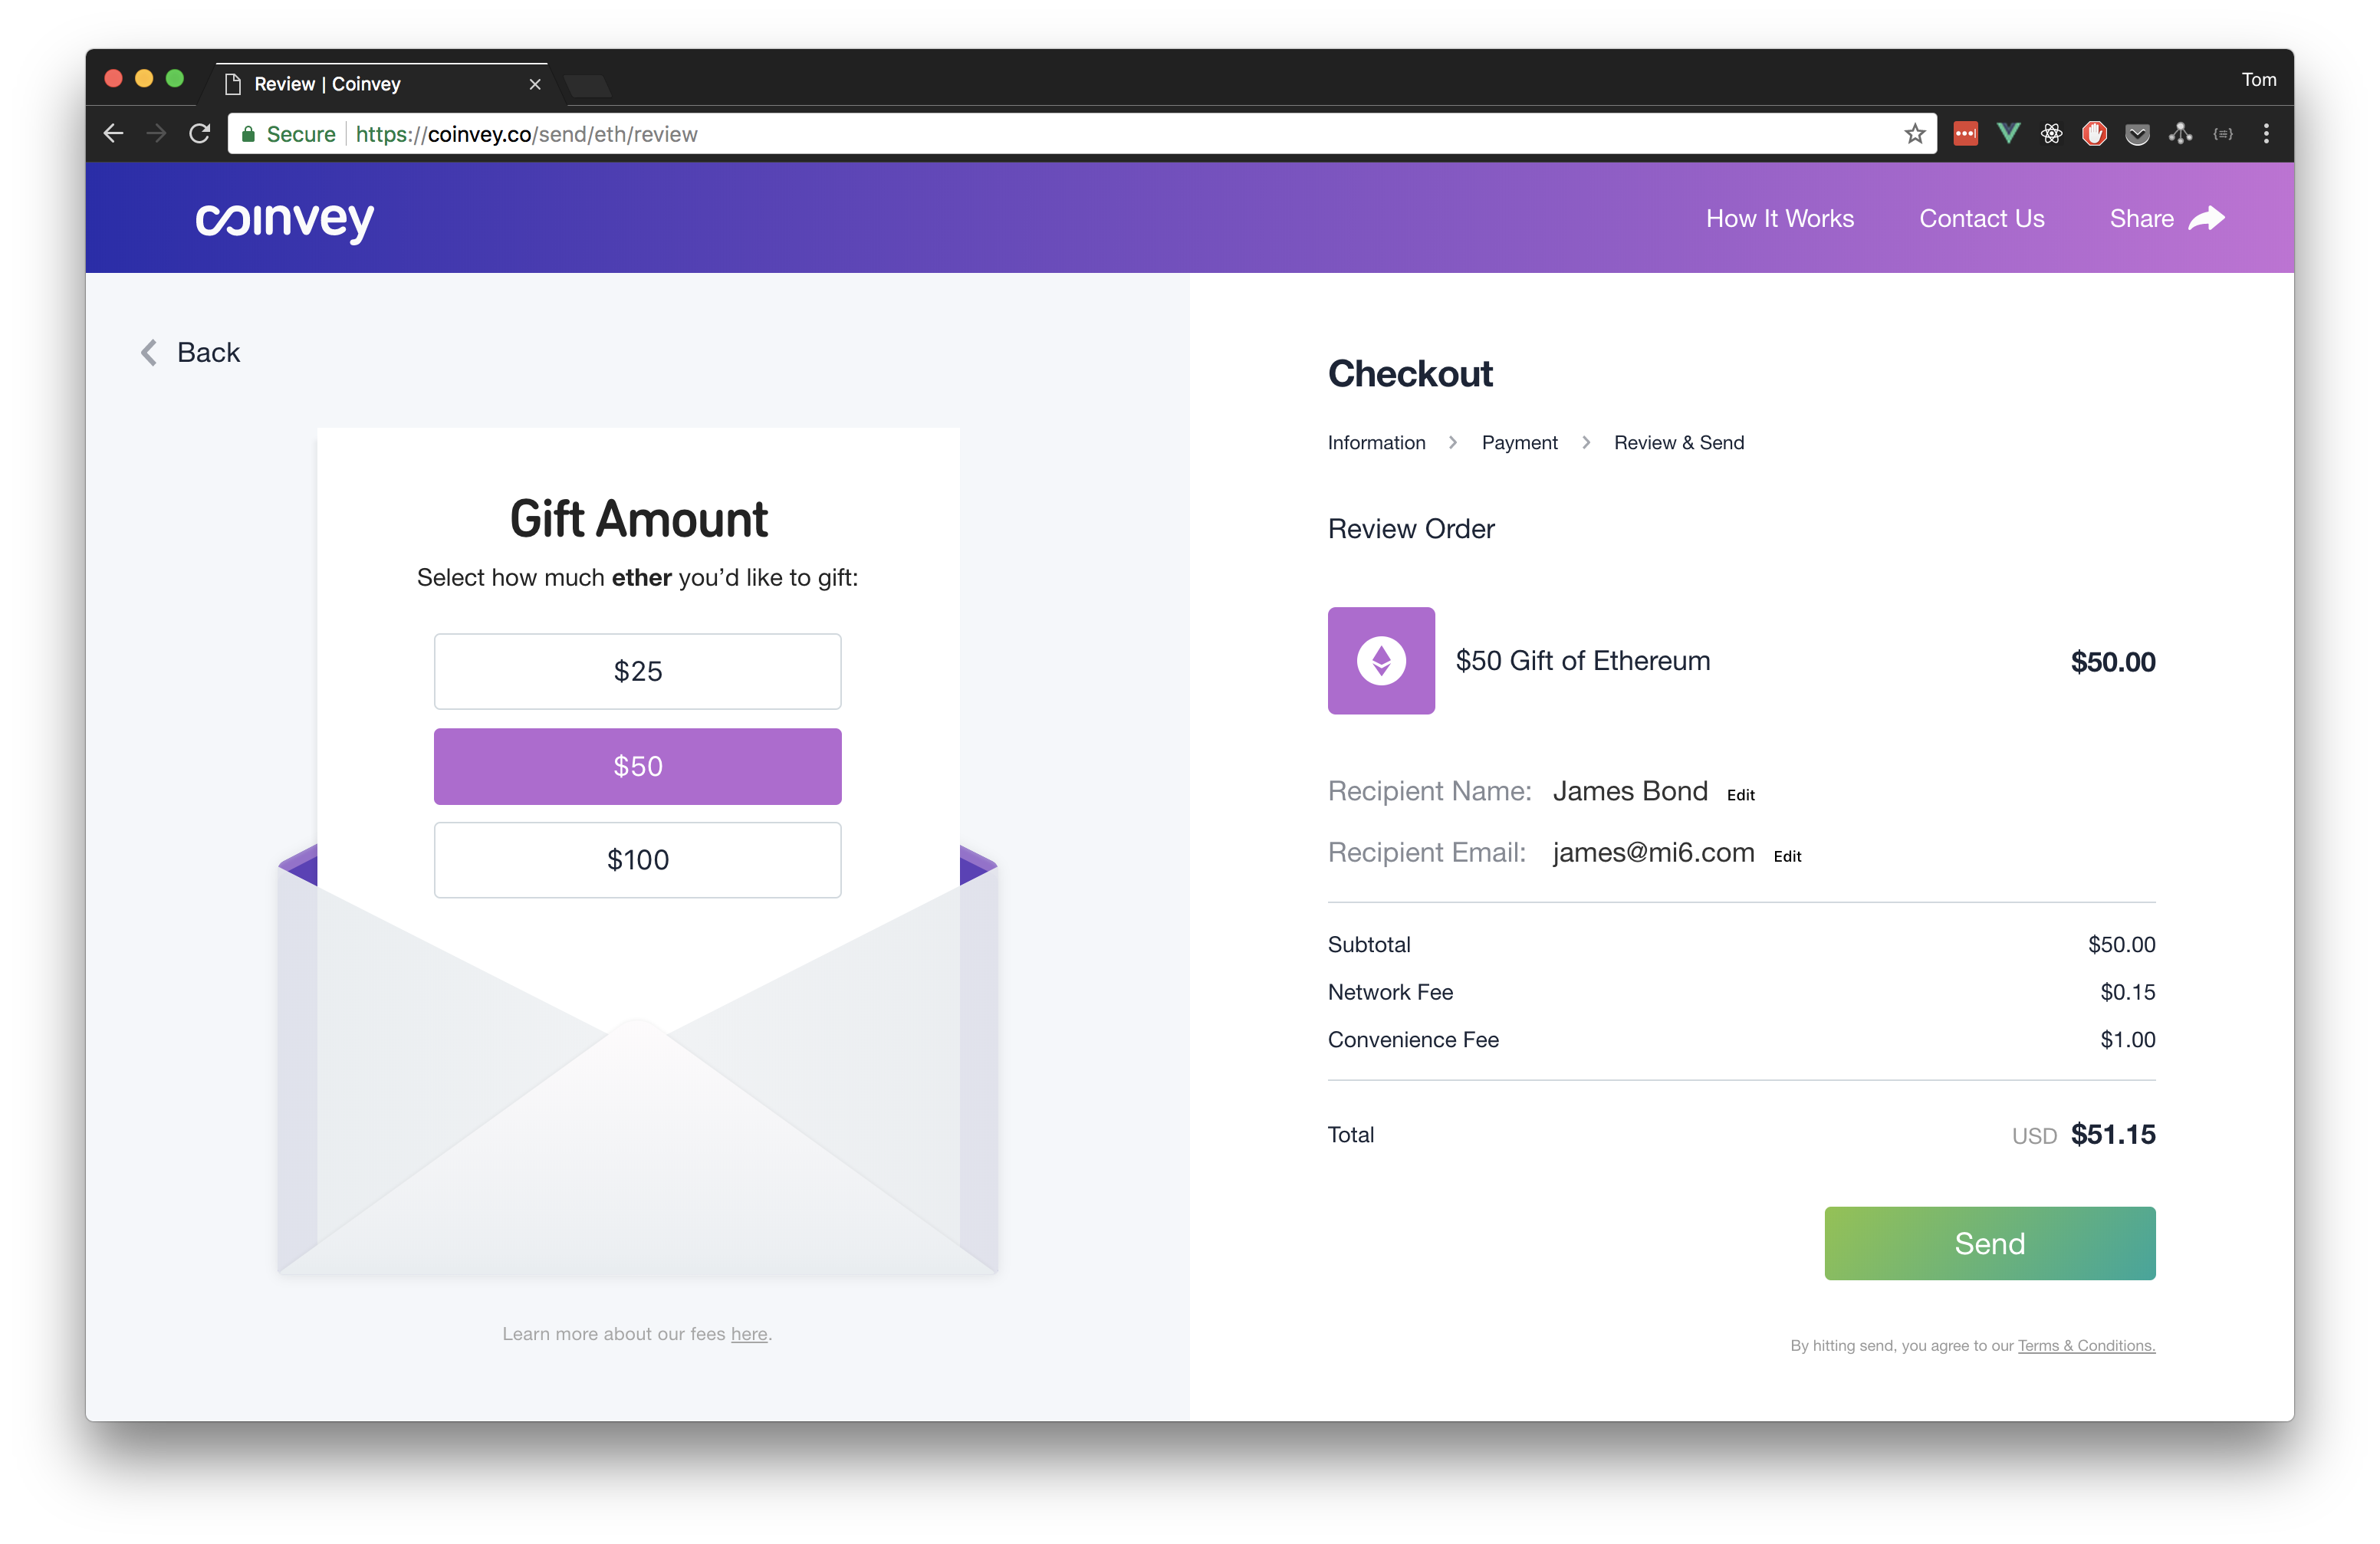 Review | Coinvey
Tom
Secure https://coinvey.co/send/eth/review
coinvey
How It Works
Contact Us
Share
Back
Gift Amount
Select how much ether you’d like to gift:
$25
$50
$100
Learn more about our fees here.
Checkout
Information
Payment
Review & Send
Review Order
$50 Gift of Ethereum $50.00
Recipient Name: James Bond Edit
Recipient Email: james@mi6.com Edit
Subtotal $50.00
Network Fee $0.15
Convenience Fee $1.00
Total USD $51.15
Send
By hitting send, you agree to our Terms & Conditions.